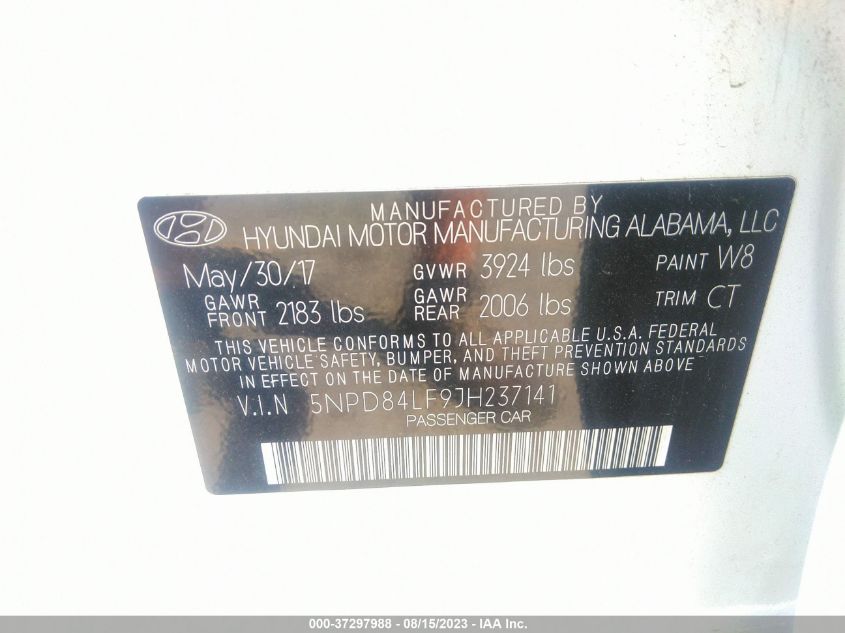 MANUFACTURED BY
HYUNDAI MOTOR MANUFACTURING ALABAMA, LLC
May/30/17 GVWR 3924 lbs PAINT W8
GAWR FRONT 2183 lbs GAWR REAR 2006 lbs TRIM CT
THIS VEHICLE CONFORMS TO ALL APPLICABLE U.S.A. FEDERAL
MOTOR VEHICLE SAFETY, BUMPER, AND THEFT PREVENTION STANDARDS
IN EFFECT ON THE DATE OF MANUFACTURE SHOWN ABOVE.
V.I.N 5NPD84LF9JH237141
PASSENGER CAR
000-37297988 - 08/15/2023 - IAA Inc.